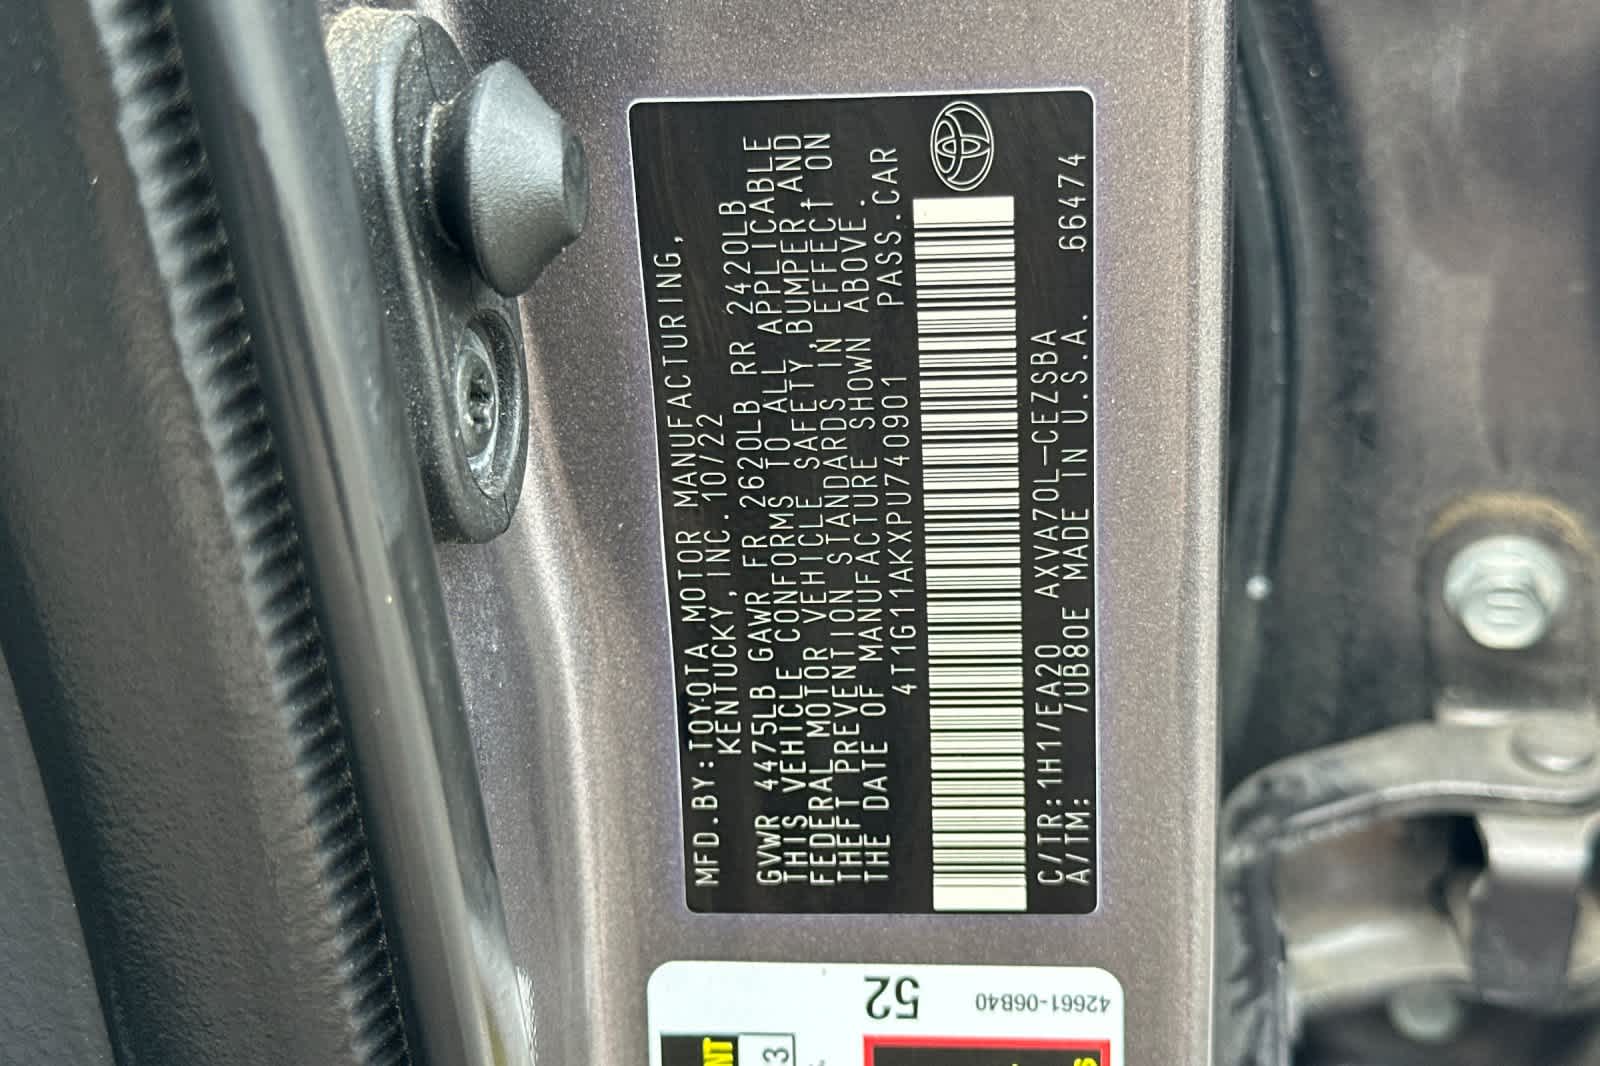 MFD.BY:TOYOTA MOTOR MANUFACTURING,
KENTUCKY,INC. 10/22
GVWR 4475LB GAWR FR 2620LB RR 2420LB
THIS VEHICLE CONFORMS TO ALL APPLICABLE
FEDERAL MOTOR VEHICLE SAFETY,BUMPER,AND
THEFT PREVENTION STANDARDS IN EFFECT ON
THE DATE OF MANUFACTURE SHOWN ABOVE.
4T1G11AKXPU740901 PASS.CAR
C/TR:1H1/EA20 AXVA70L-CEZSBA
A/TM: /UB80E MADE IN U.S.A. 66474
42661-06B40
52